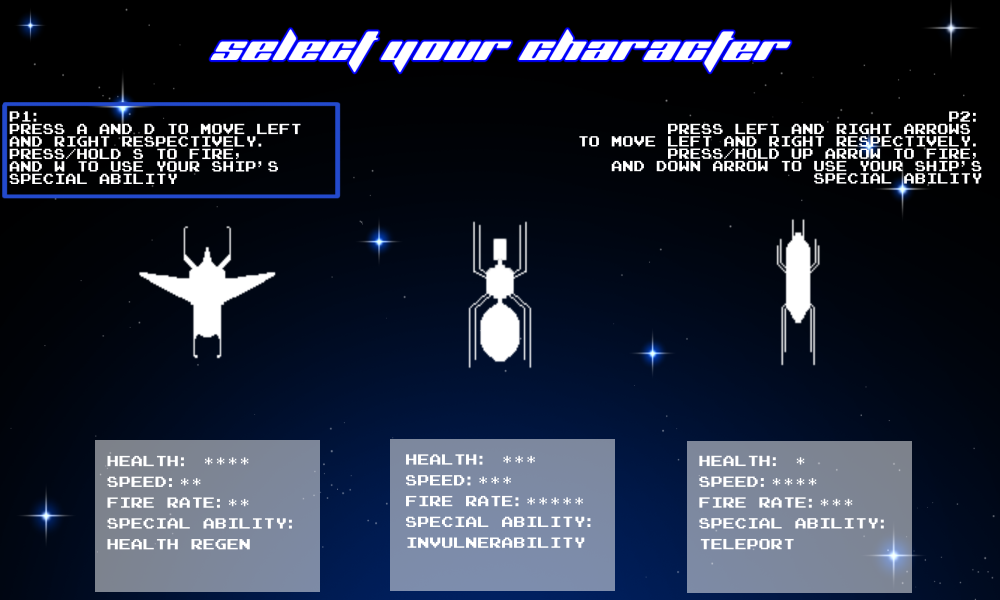 select your character
P1:
PRESS A AND D TO MOVE LEFT
AND RIGHT RESPECTIVELY.
PRESS/HOLD S TO FIRE,
AND W TO USE YOUR SHIP'S
SPECIAL ABILITY
P2:
PRESS LEFT AND RIGHT ARROWS
TO MOVE LEFT AND RIGHT RESPECTIVELY.
PRESS/HOLD UP ARROW TO FIRE,
AND DOWN ARROW TO USE YOUR SHIP'S
SPECIAL ABILITY
HEALTH: ****
SPEED: **
FIRE RATE: **
SPECIAL ABILITY:
HEALTH REGEN
HEALTH: ***
SPEED: ***
FIRE RATE: *****
SPECIAL ABILITY:
INVULNERABILITY
HEALTH: *
SPEED: ****
FIRE RATE: ***
SPECIAL ABILITY:
TELEPORT